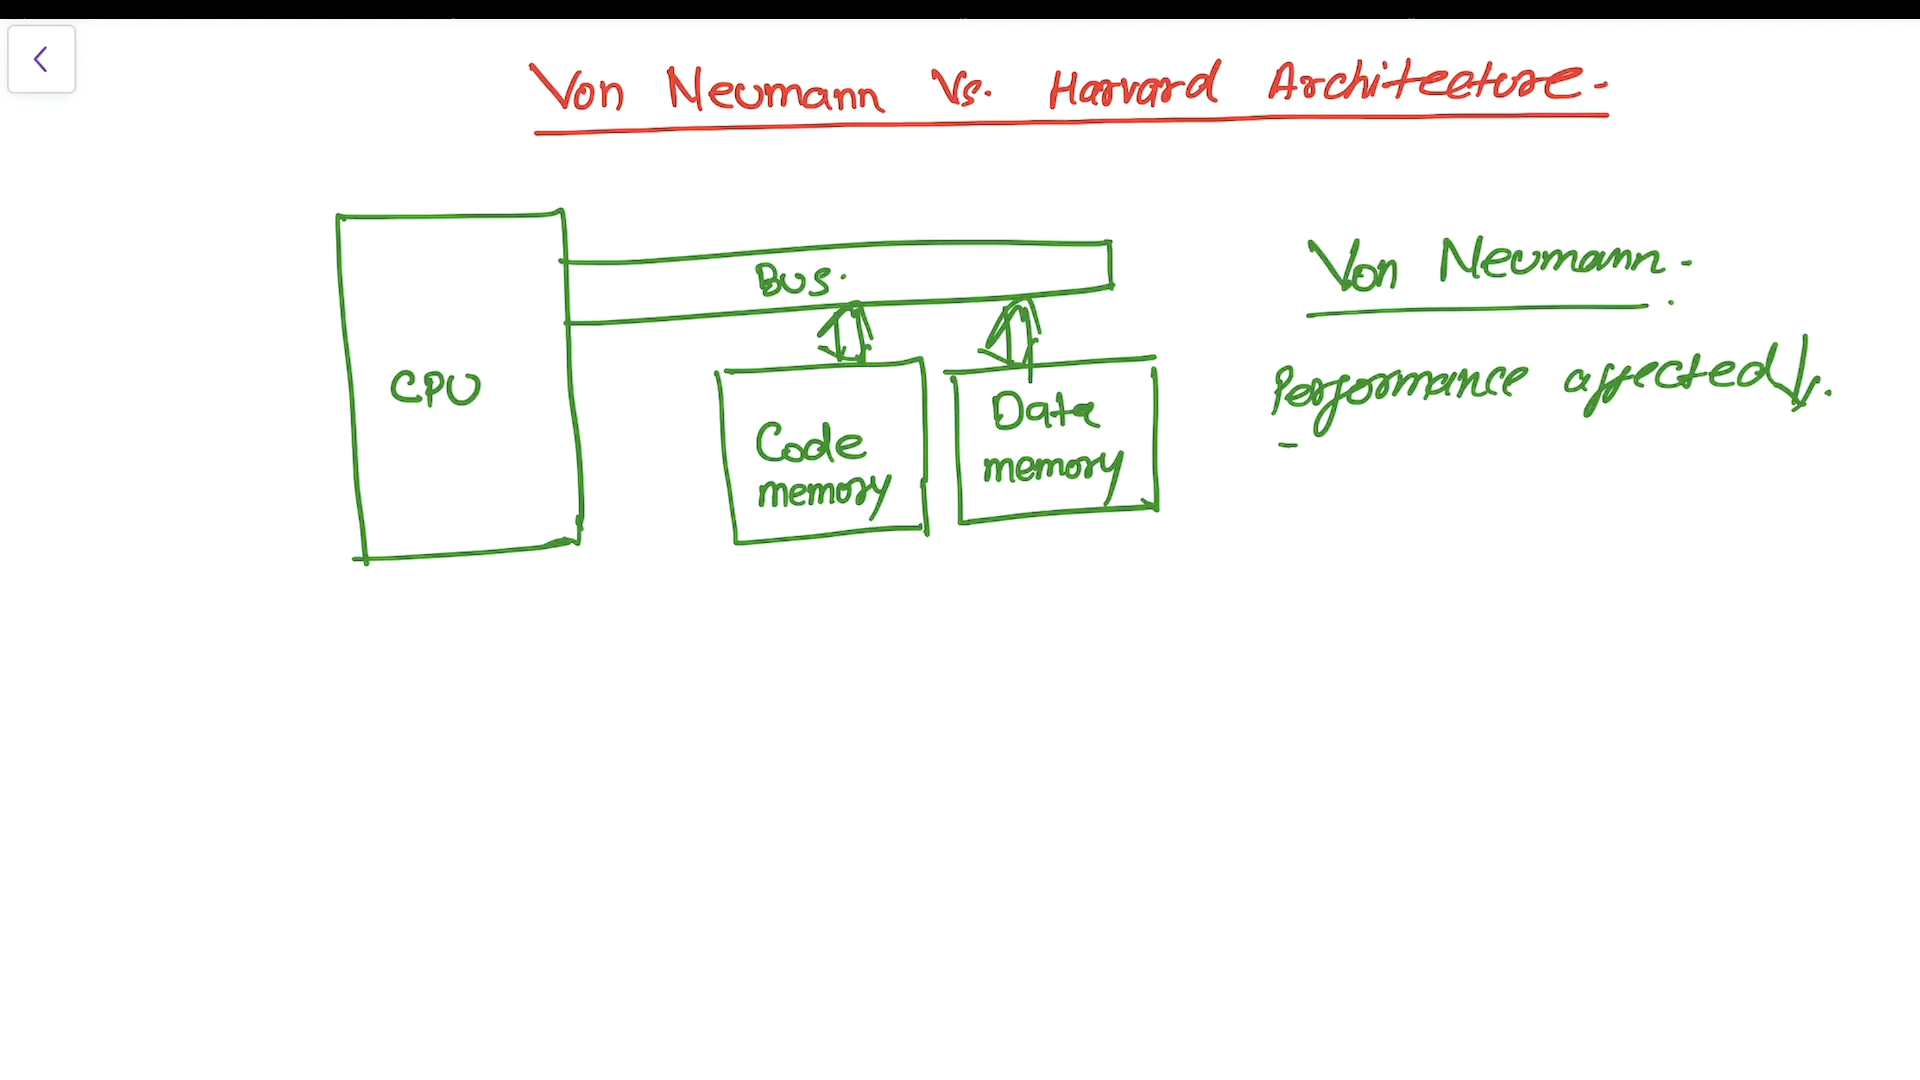 Von Neumann Vs. Harvard Architecture.
Bus.
CPU
Code
memory
Data
memory
Von Neumann.
Performance affected ↓.